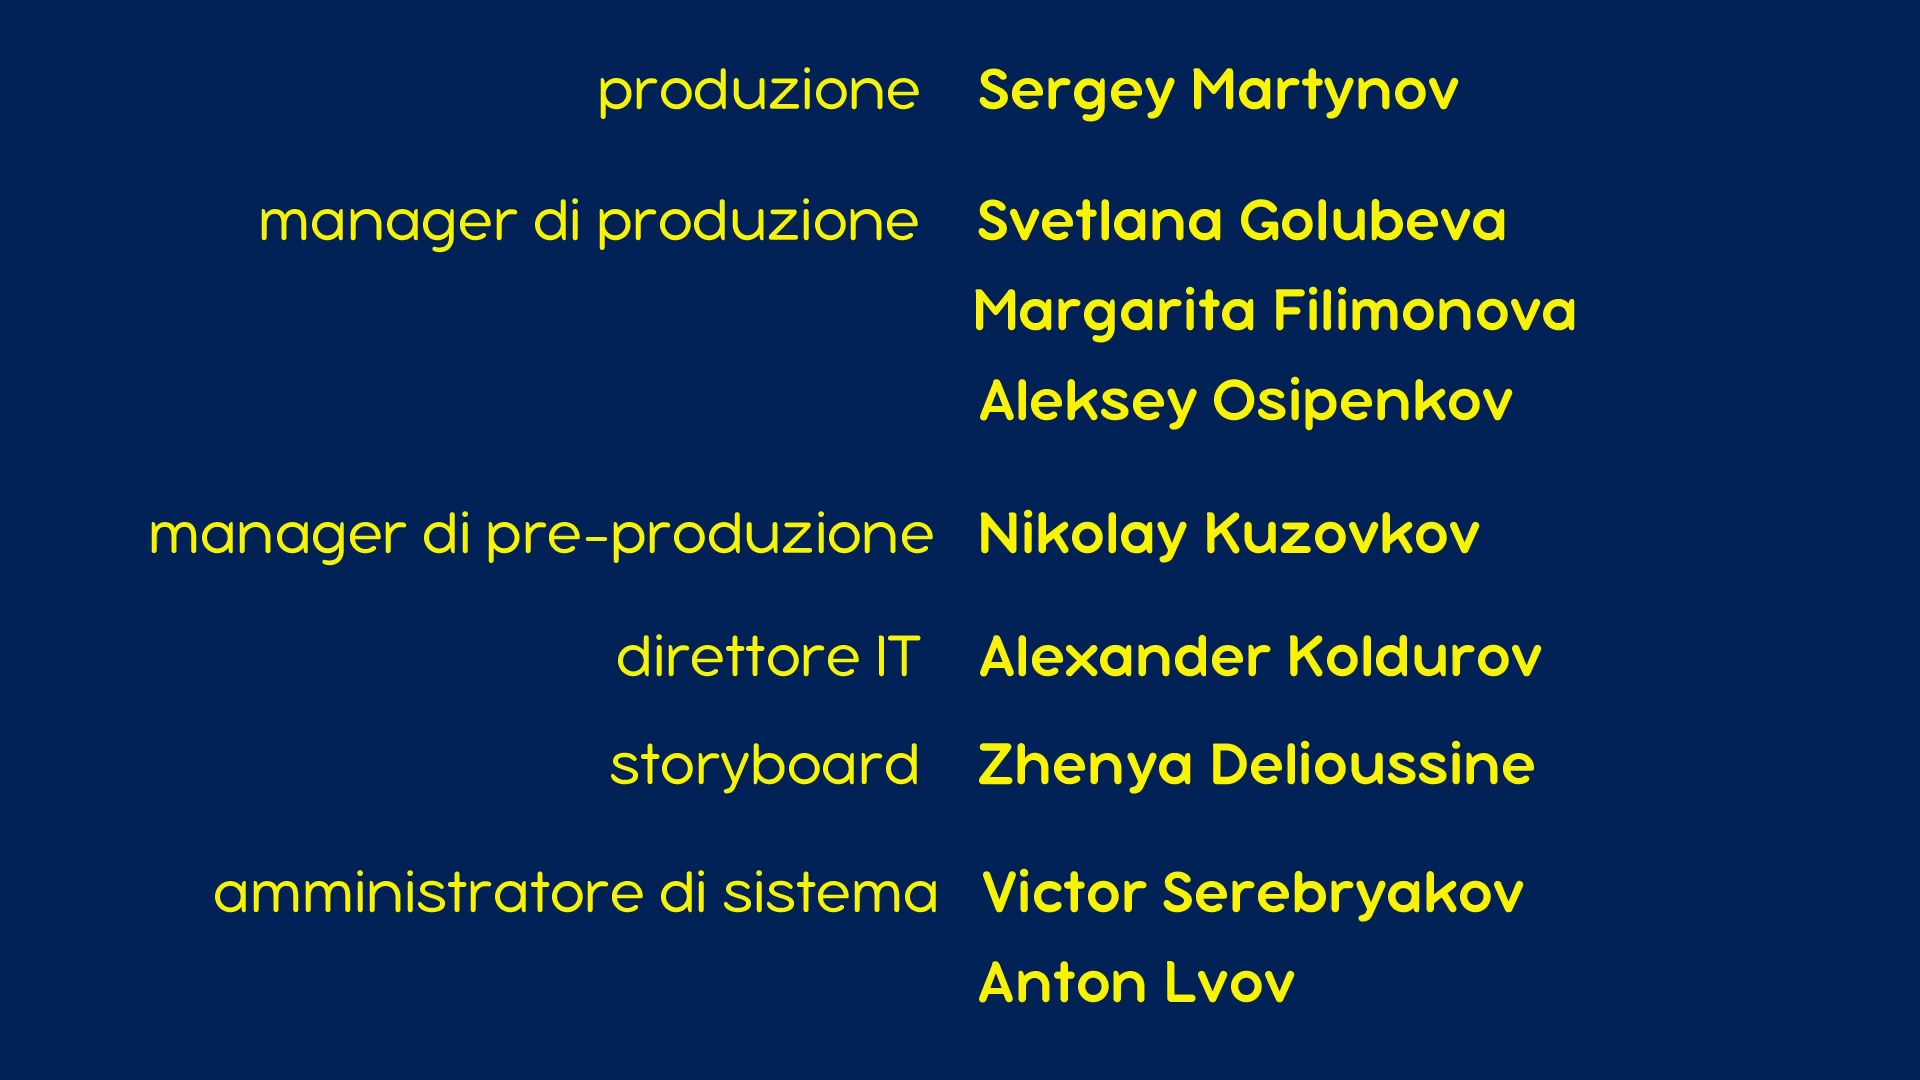 produzione Sergey Martynov
manager di produzione Svetlana Golubeva
Margarita Filimonova
Aleksey Osipenkov
manager di pre-produzione Nikolay Kuzovkov
direttore IT Alexander Koldurov
storyboard Zhenya Delioussine
amministratore di sistema Victor Serebryakov
Anton Lvov